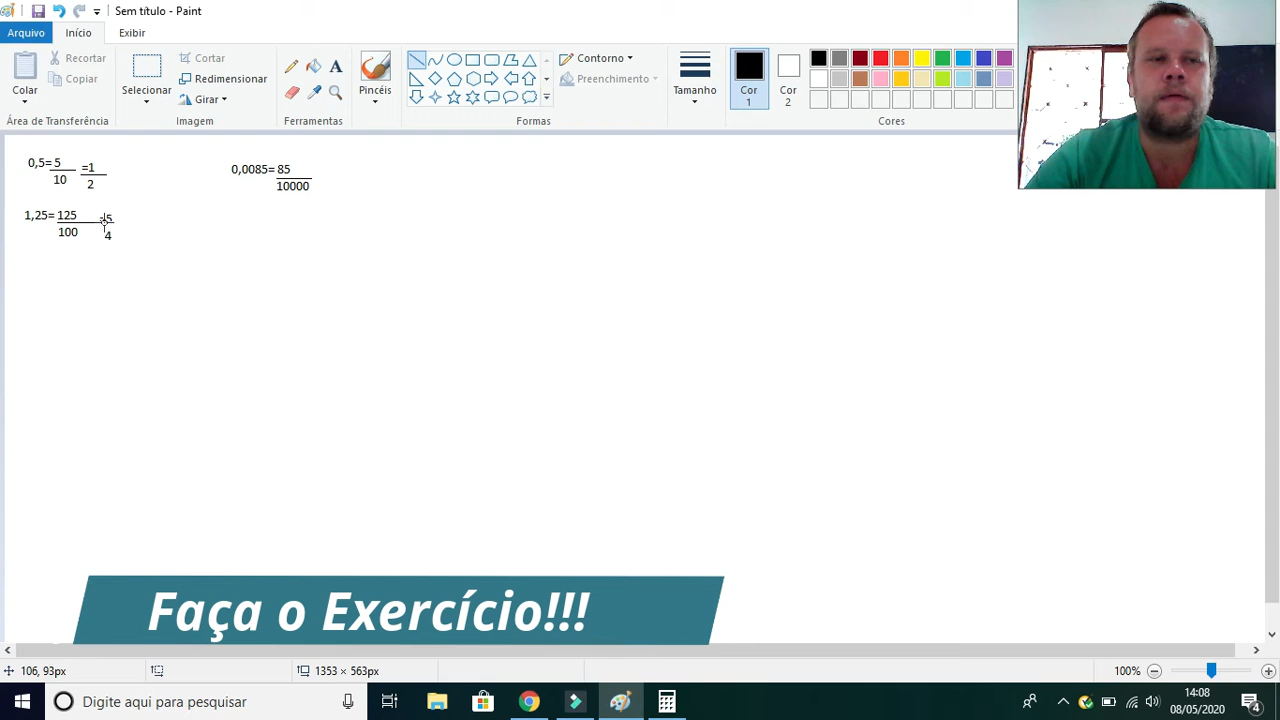 Sem título - Paint
Arquivo Início Exibir
Colar
Recortar
Copiar
Área de Transferência
Selecionar
Cortar
Redimensionar
Girar
Imagem
A
Ferramentas
Pincéis
Contorno
Preenchimento
Formas
Tamanho
Cor 1
Cor 2
Cores
0,5= 5/10 =1/2
0,0085= 85/10000
1,25= 125/100 =5/4
Faça o Exercício!!!
106, 93px
1353 × 563px
100%
Digite aqui para pesquisar
14:08
08/05/2020
4